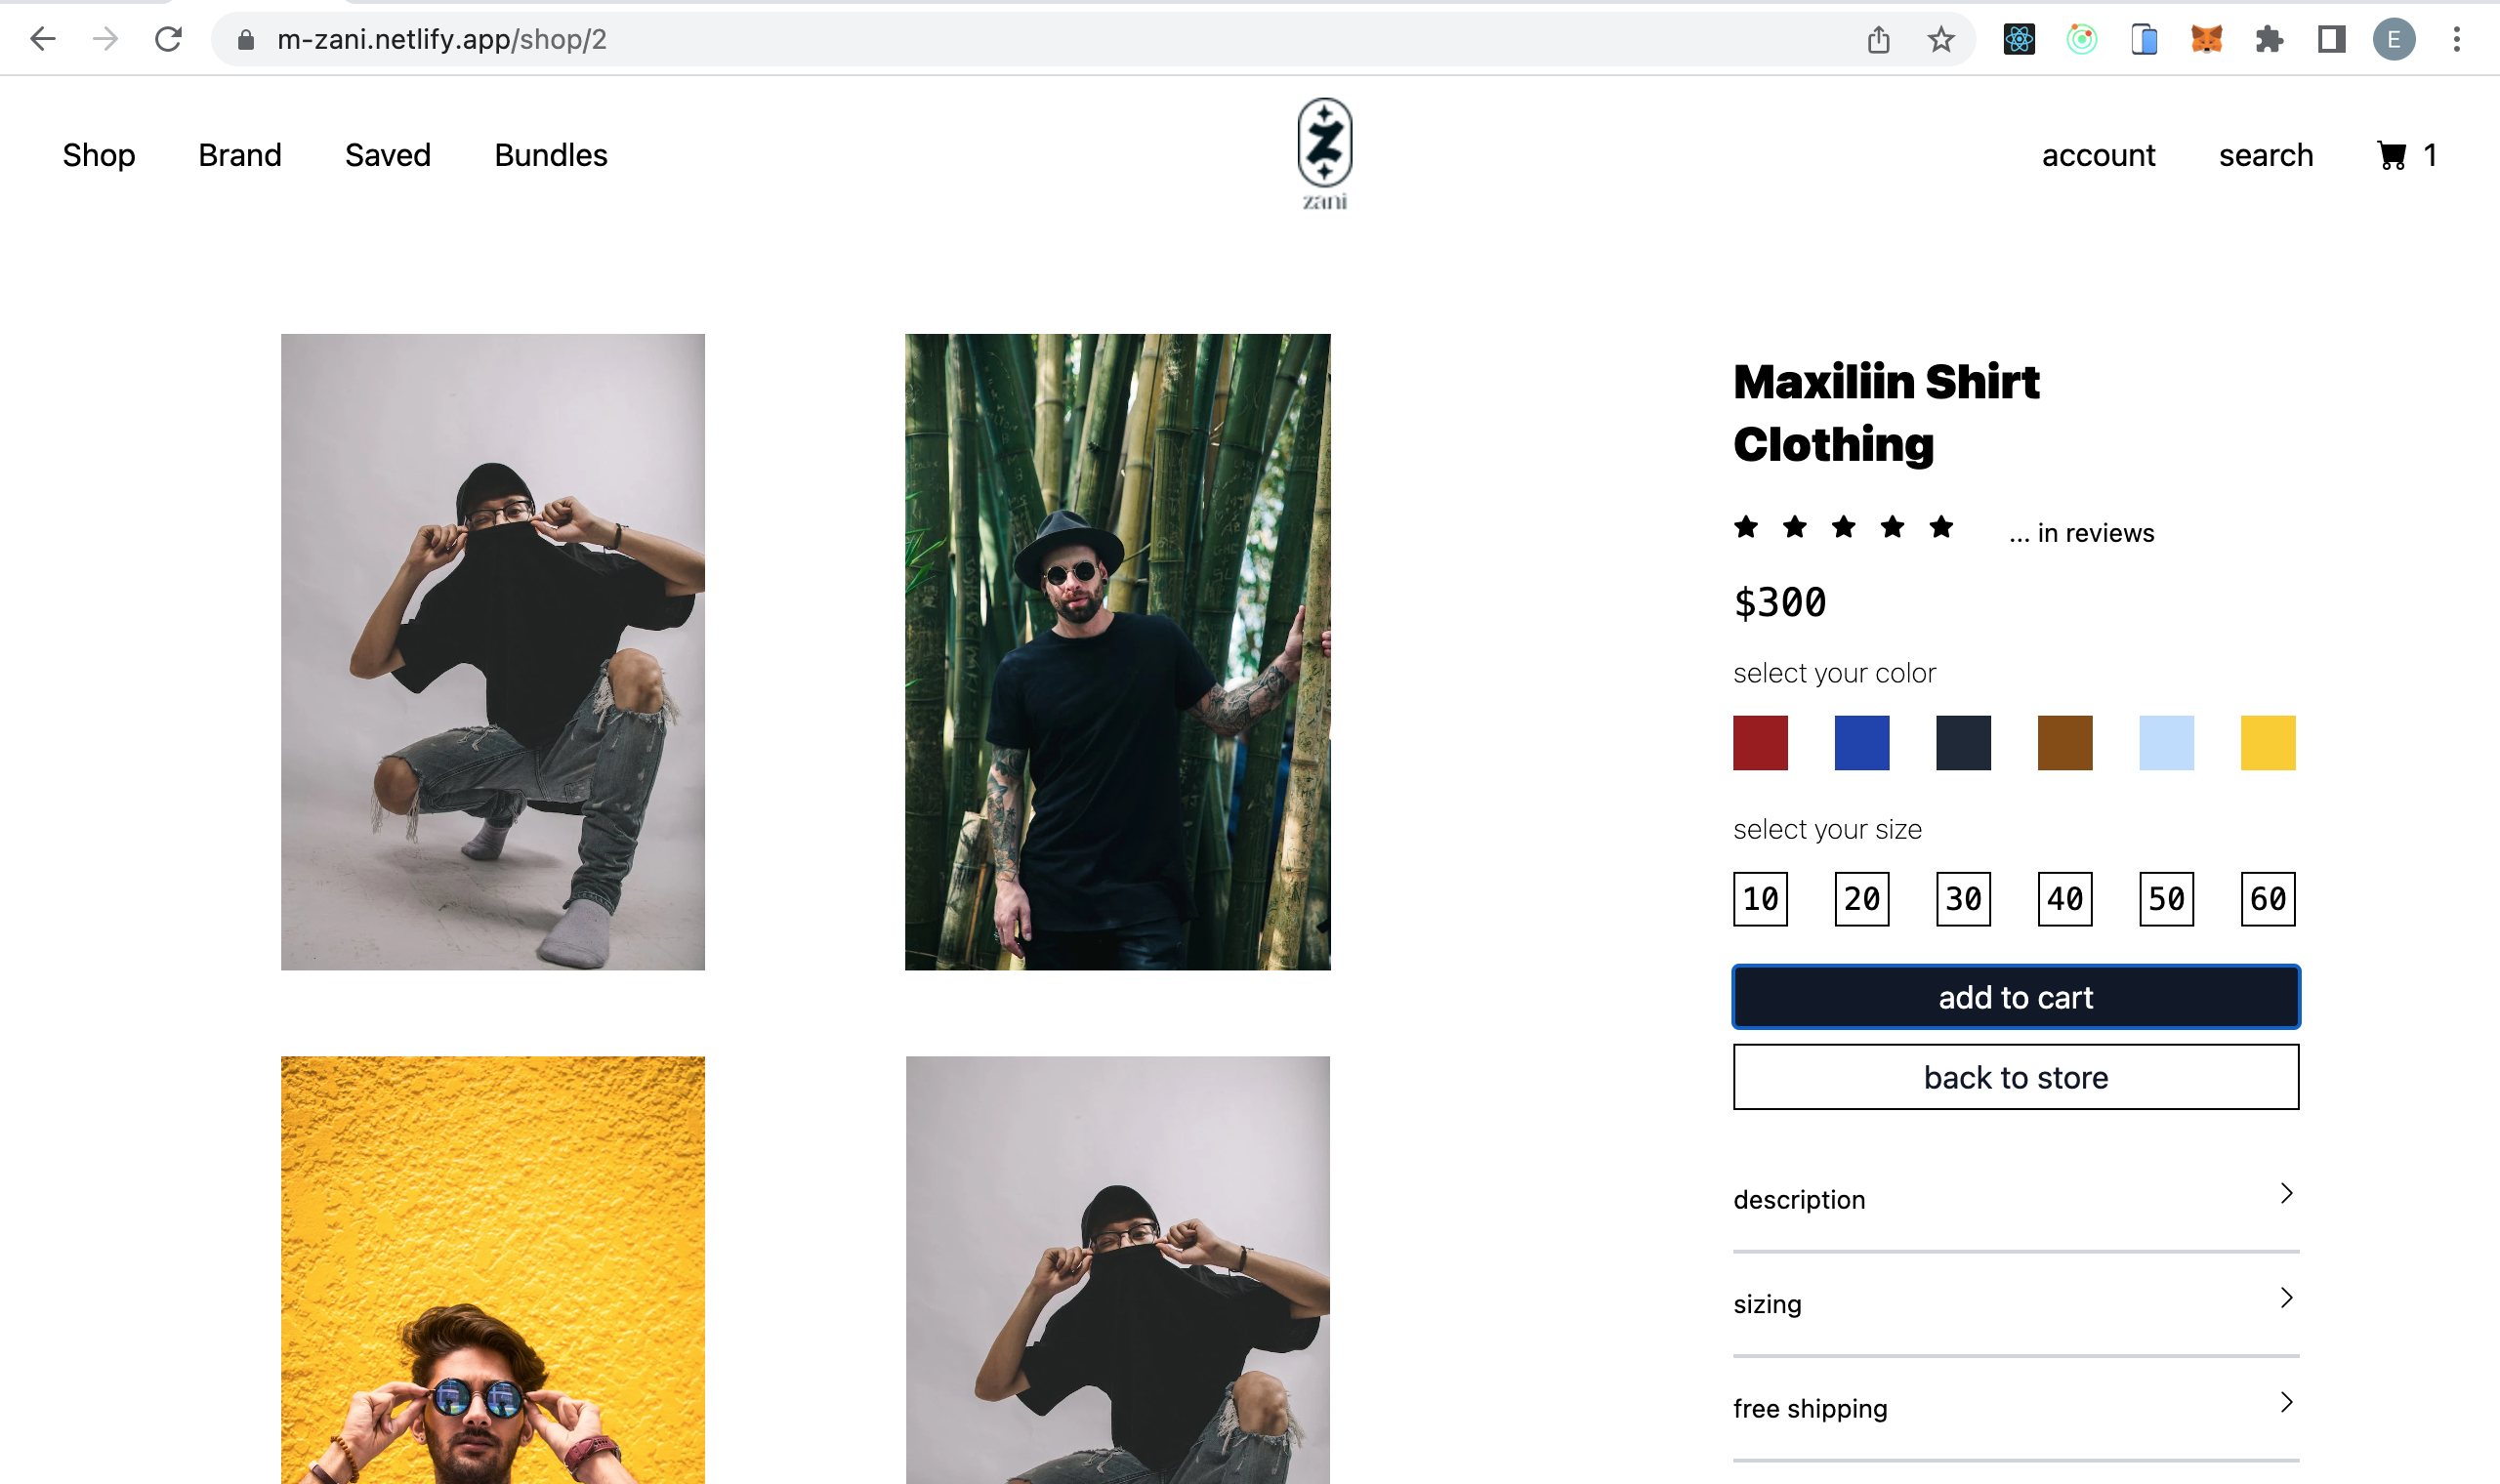 m-zani.netlify.app/shop/2
E
Shop Brand Saved Bundles
Z
zani
account search 1
Maxiliin Shirt
Clothing
... in reviews
$300
select your color
select your size
10 20 30 40 50 60
add to cart
back to store
description
sizing
free shipping